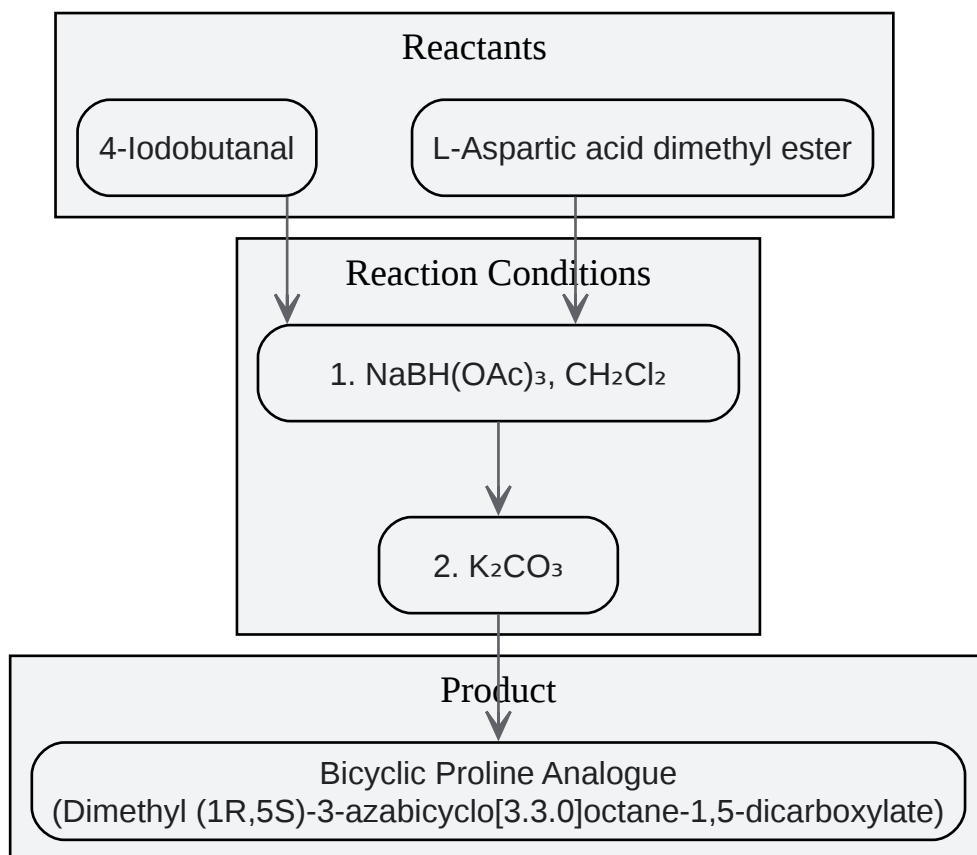 Reactants
4-Iodobutanal
L-Aspartic acid dimethyl ester
Reaction Conditions
1. NaBH(OAc)₃, CH₂Cl₂
2. K₂CO₃
Product
Bicyclic Proline Analogue
(Dimethyl (1R,5S)-3-azabicyclo[3.3.0]octane-1,5-dicarboxylate)